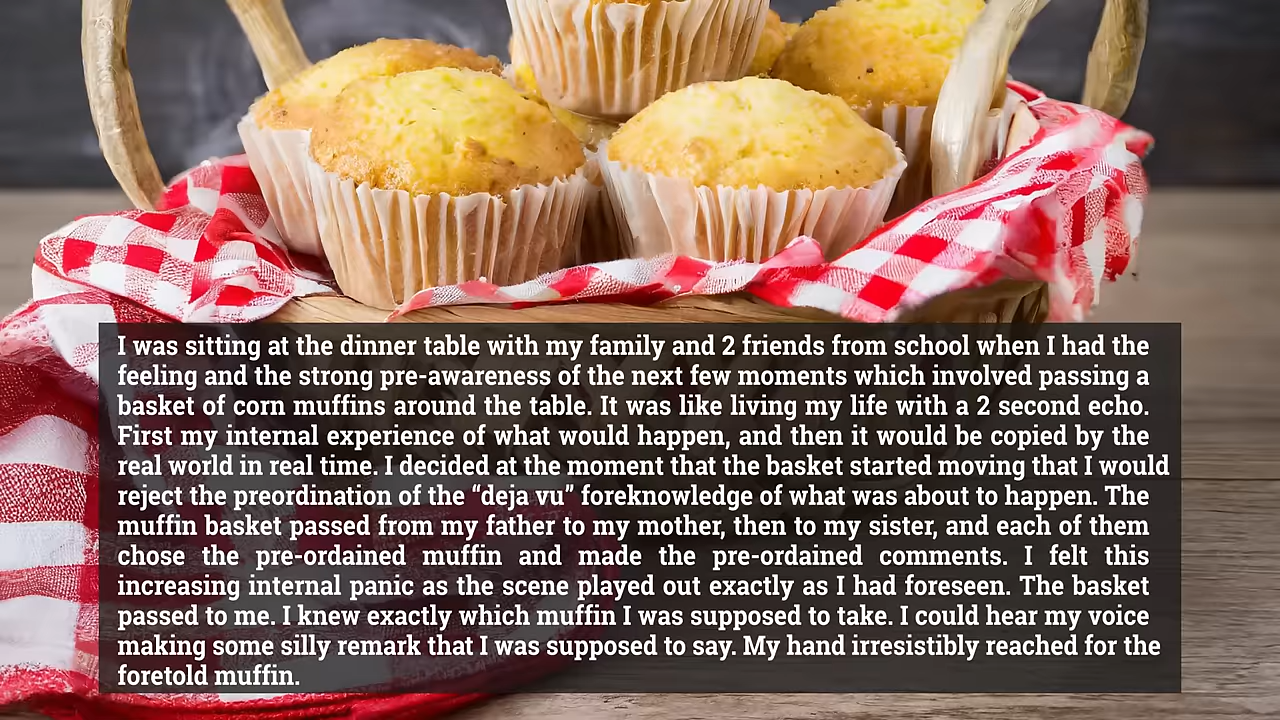 I was sitting at the dinner table with my family and 2 friends from school when I had the
feeling and the strong pre-awareness of the next few moments which involved passing a
basket of corn muffins around the table. It was like living my life with a 2 second echo.
First my internal experience of what would happen, and then it would be copied by the
real world in real time. I decided at the moment that the basket started moving that I would
reject the preordination of the “deja vu” foreknowledge of what was about to happen. The
muffin basket passed from my father to my mother, then to my sister, and each of them
chose the pre-ordained muffin and made the pre-ordained comments. I felt this
increasing internal panic as the scene played out exactly as I had foreseen. The basket
passed to me. I knew exactly which muffin I was supposed to take. I could hear my voice
making some silly remark that I was supposed to say. My hand irresistibly reached for the
foretold muffin.